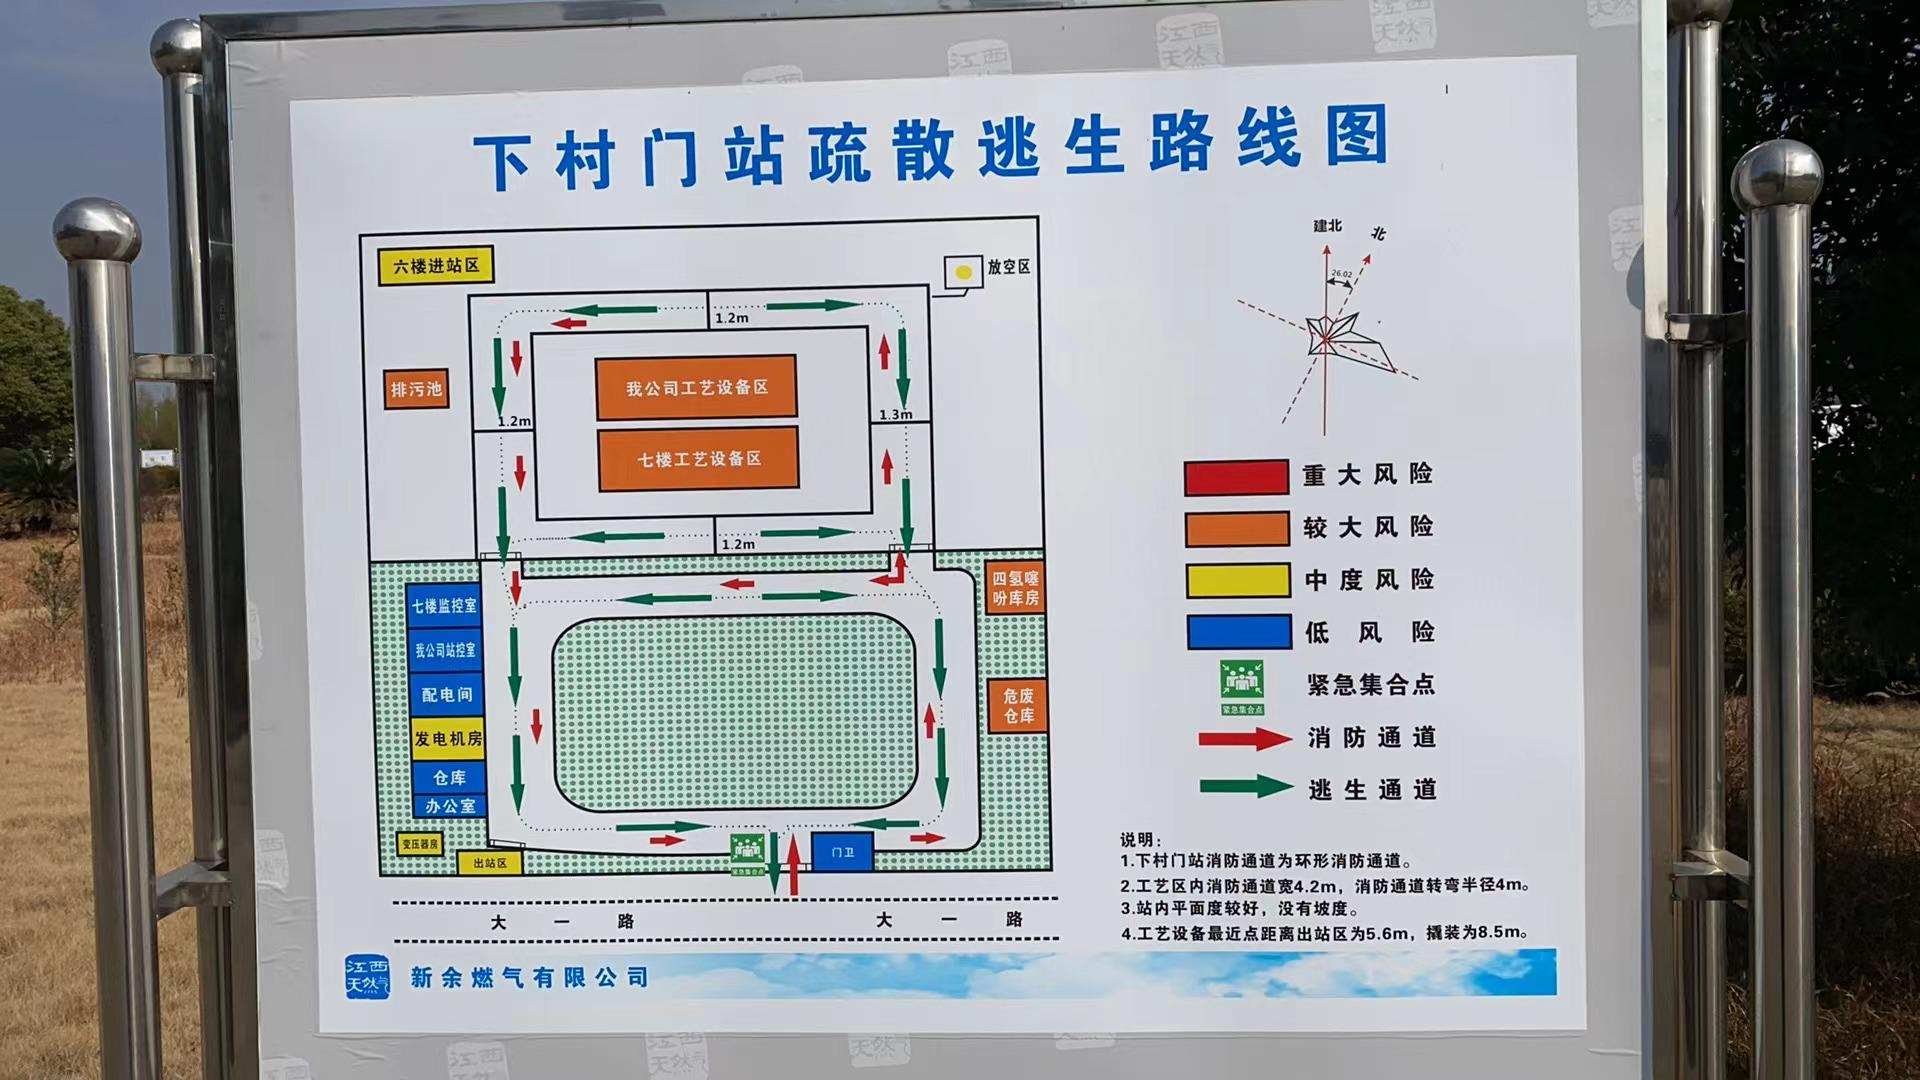 下村门站疏散逃生路线图
六楼进站区
放空区
1.2m
排污池
我公司工艺设备区
1.2m
1.3m
七楼工艺设备区
1.2m
四氢噻
吩库房
七楼监控室
我公司站控室
配电间
发电机房
仓库
办公室
危废
仓库
变压器房
出站区
紧急集合点
门卫
大一路
大一路
建北
北
26.02
重大风险
较大风险
中度风险
低风险
紧急集合点
紧急集合点
消防通道
逃生通道
说明：
1.下村门站消防通道为环形消防通道。
2.工艺区内消防通道宽4.2m，消防通道转弯半径4m。
3.站内平面度较好，没有坡度。
4.工艺设备最近点距离出站区为5.6m，撬装为8.5m。
江西
天然气
新余燃气有限公司